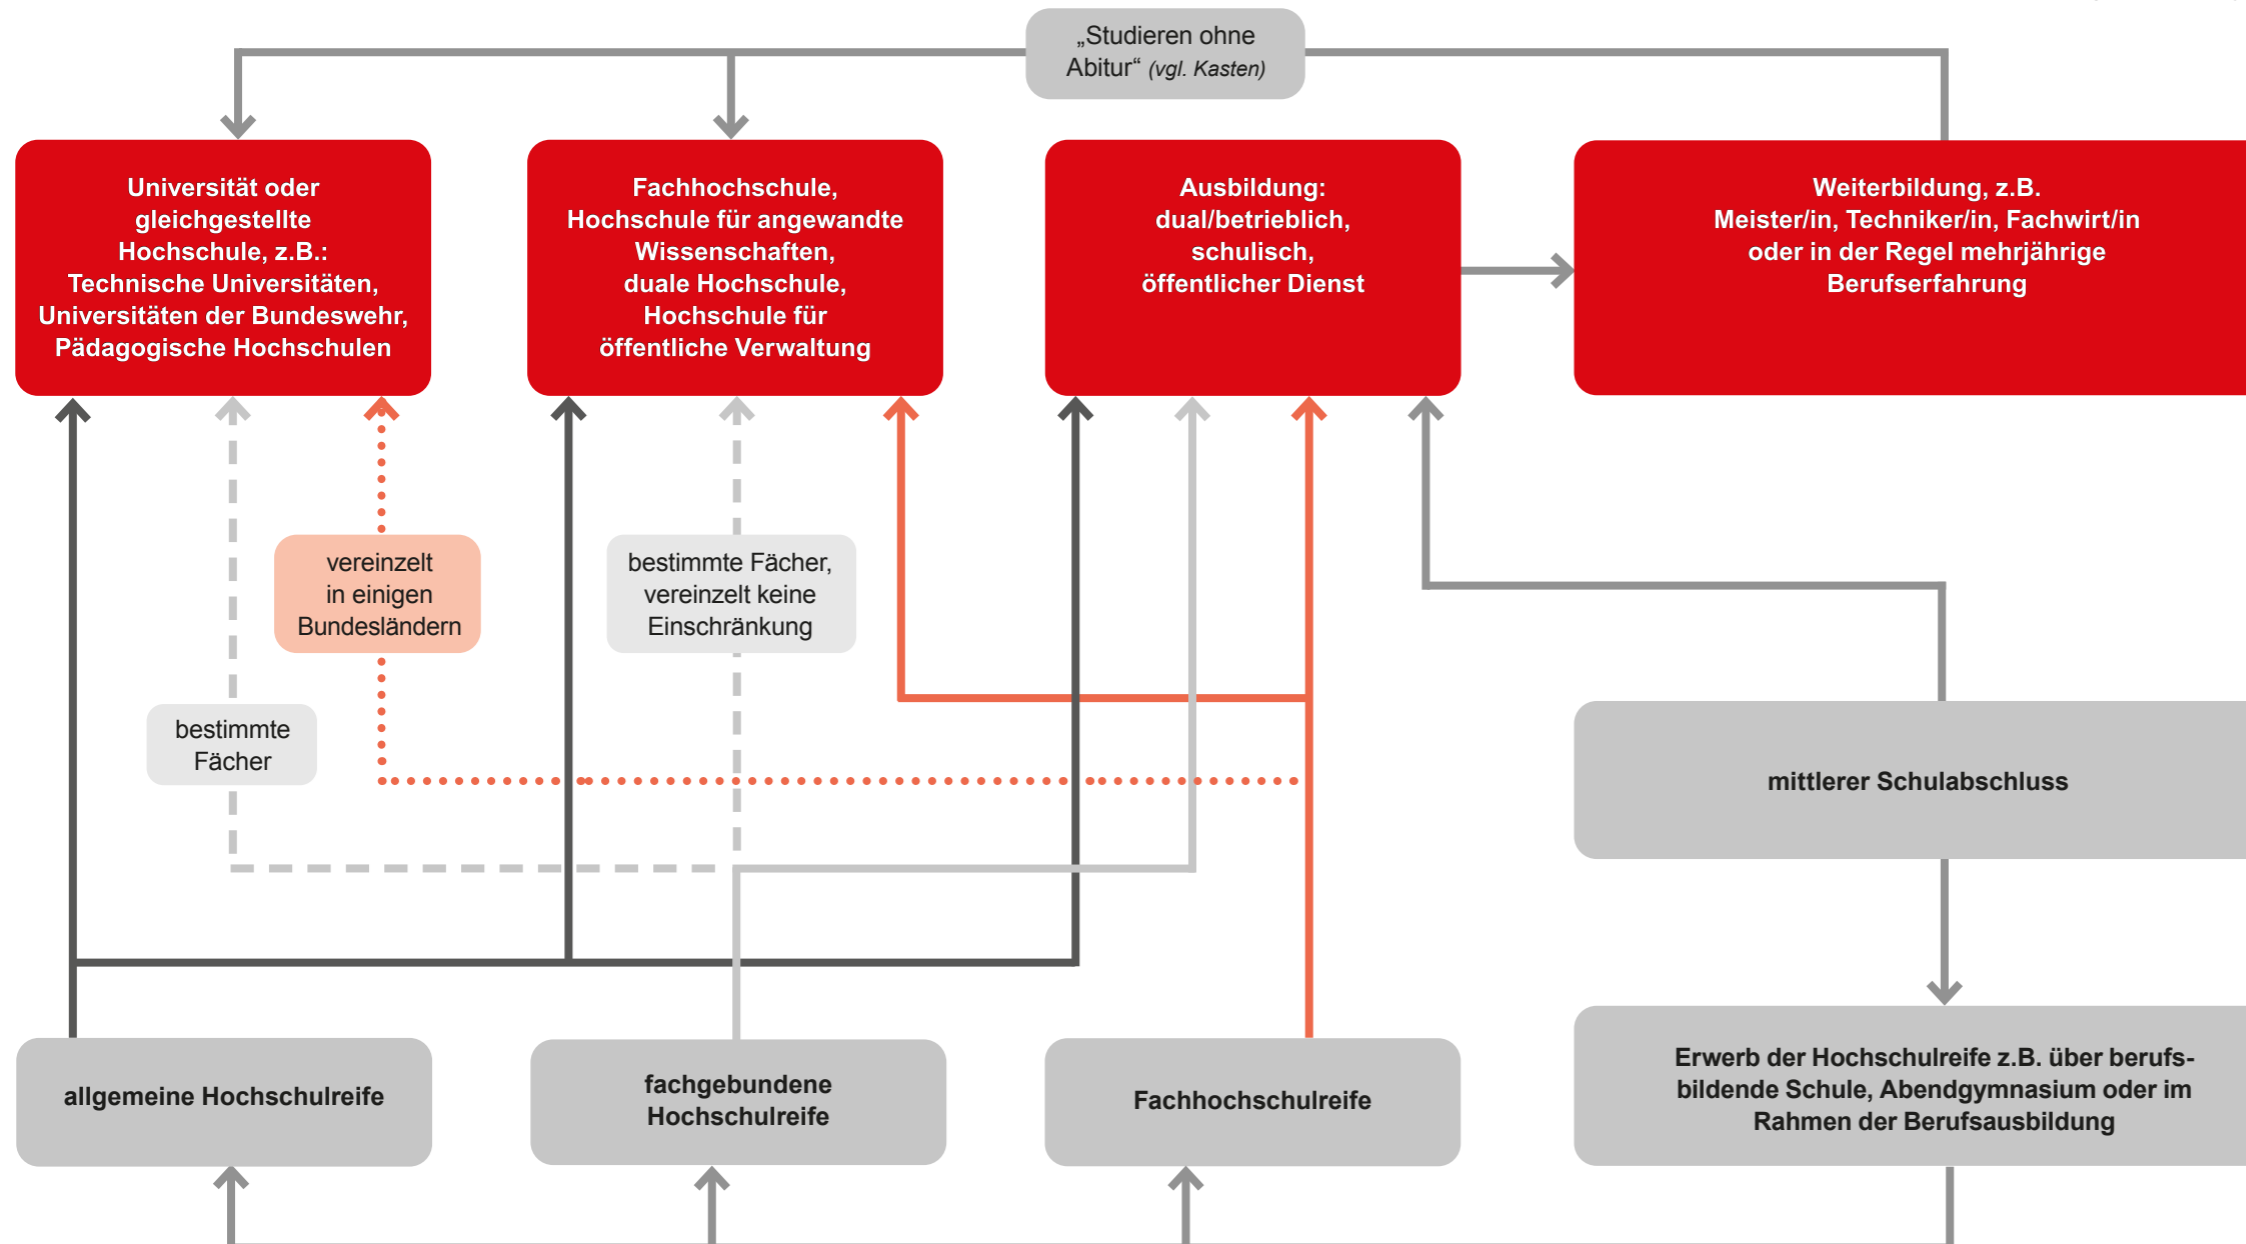 „Studieren ohne
Abitur“ (vgl. Kasten)
Universität oder
gleichgestellte
Hochschule, z.B.:
Technische Universitäten,
Universitäten der Bundeswehr,
Pädagogische Hochschulen
Fachhochschule,
Hochschule für angewandte
Wissenschaften,
duale Hochschule,
Hochschule für
öffentliche Verwaltung
Ausbildung:
dual/betrieblich,
schulisch,
öffentlicher Dienst
Weiterbildung, z.B.
Meister/in, Techniker/in, Fachwirt/in
oder in der Regel mehrjährige
Berufserfahrung
vereinzelt
in einigen
Bundesländern
bestimmte Fächer,
vereinzelt keine
Einschränkung
bestimmte
Fächer
mittlerer Schulabschluss
allgemeine Hochschulreife
fachgebundene
Hochschulreife
Fachhochschulreife
Erwerb der Hochschulreife z.B. über berufs-
bildende Schule, Abendgymnasium oder im
Rahmen der Berufsausbildung